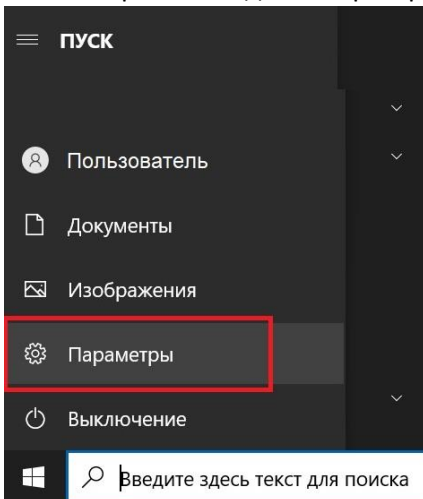 ПУСК
Пользователь
Документы
Изображения
Параметры
Выключение
Введите здесь текст для поиска